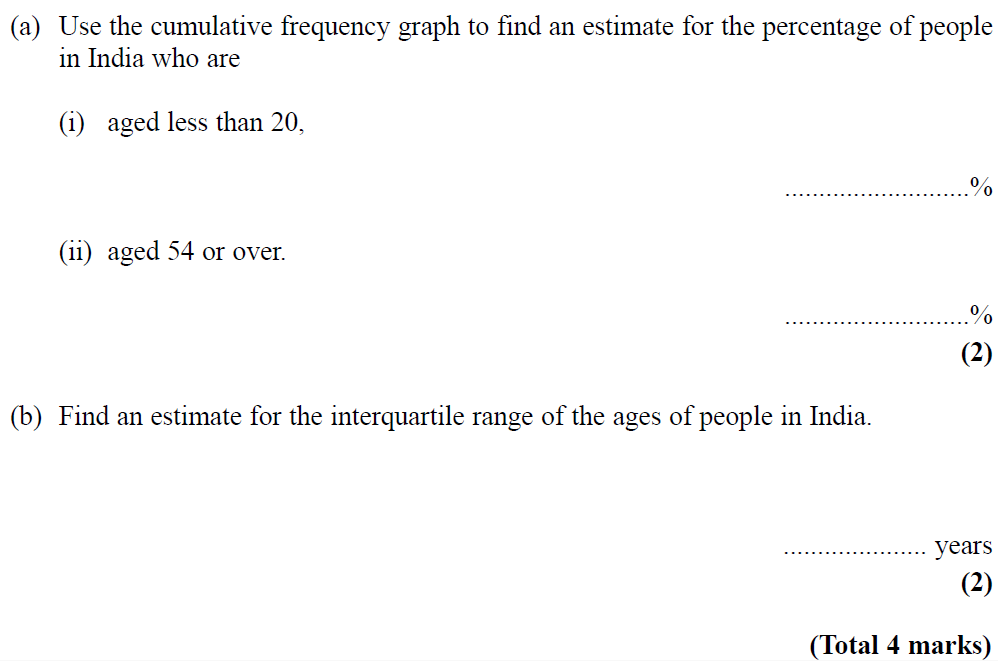 (a) Use the cumulative frequency graph to find an estimate for the percentage of people
in India who are
(i) aged less than 20,
...........................%
(ii) aged 54 or over.
...........................%
(2)
(b) Find an estimate for the interquartile range of the ages of people in India.
..................... years
(2)
(Total 4 marks)